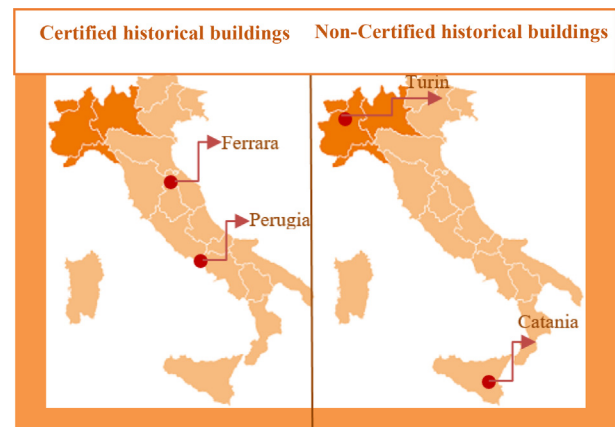 Certified historical buildings
Non-Certified historical buildings
Ferrara
Perugia
Turin
Catania